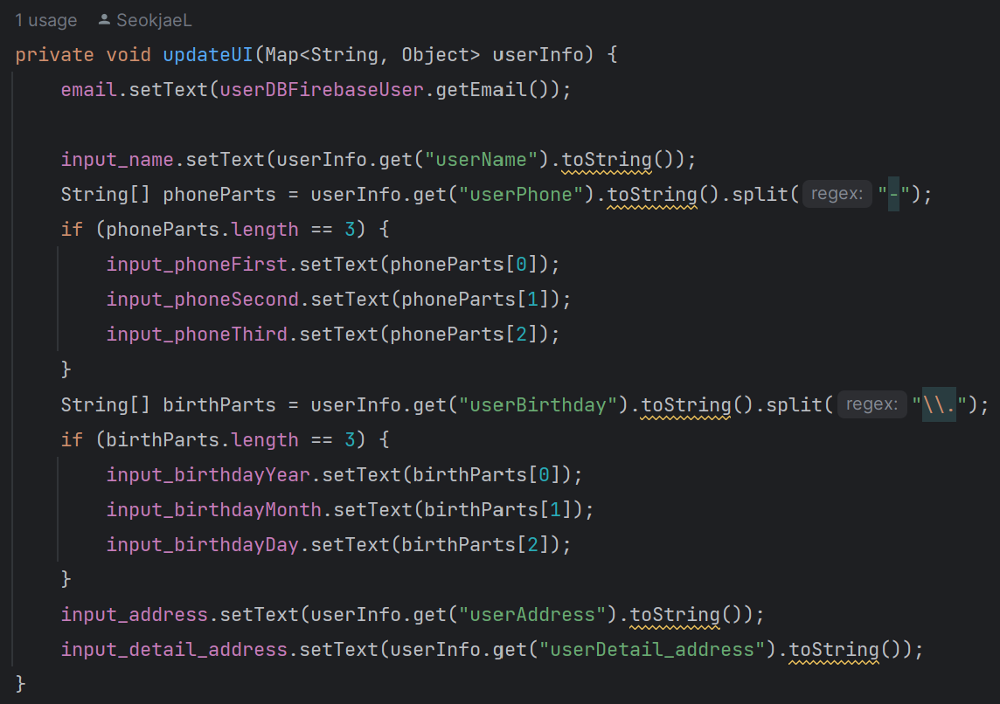 1 usage SeokjaeL
private void updateUI(Map<String, Object> userInfo) {
    email.setText(userDBFirebaseUser.getEmail());

    input_name.setText(userInfo.get("userName").toString());
    String[] phoneParts = userInfo.get("userPhone").toString().split( regex: "-");
    if (phoneParts.length == 3) {
        input_phoneFirst.setText(phoneParts[0]);
        input_phoneSecond.setText(phoneParts[1]);
        input_phoneThird.setText(phoneParts[2]);
    }
    String[] birthParts = userInfo.get("userBirthday").toString().split( regex: "\\.");
    if (birthParts.length == 3) {
        input_birthdayYear.setText(birthParts[0]);
        input_birthdayMonth.setText(birthParts[1]);
        input_birthdayDay.setText(birthParts[2]);
    }
    input_address.setText(userInfo.get("userAddress").toString());
    input_detail_address.setText(userInfo.get("userDetail_address").toString());
}